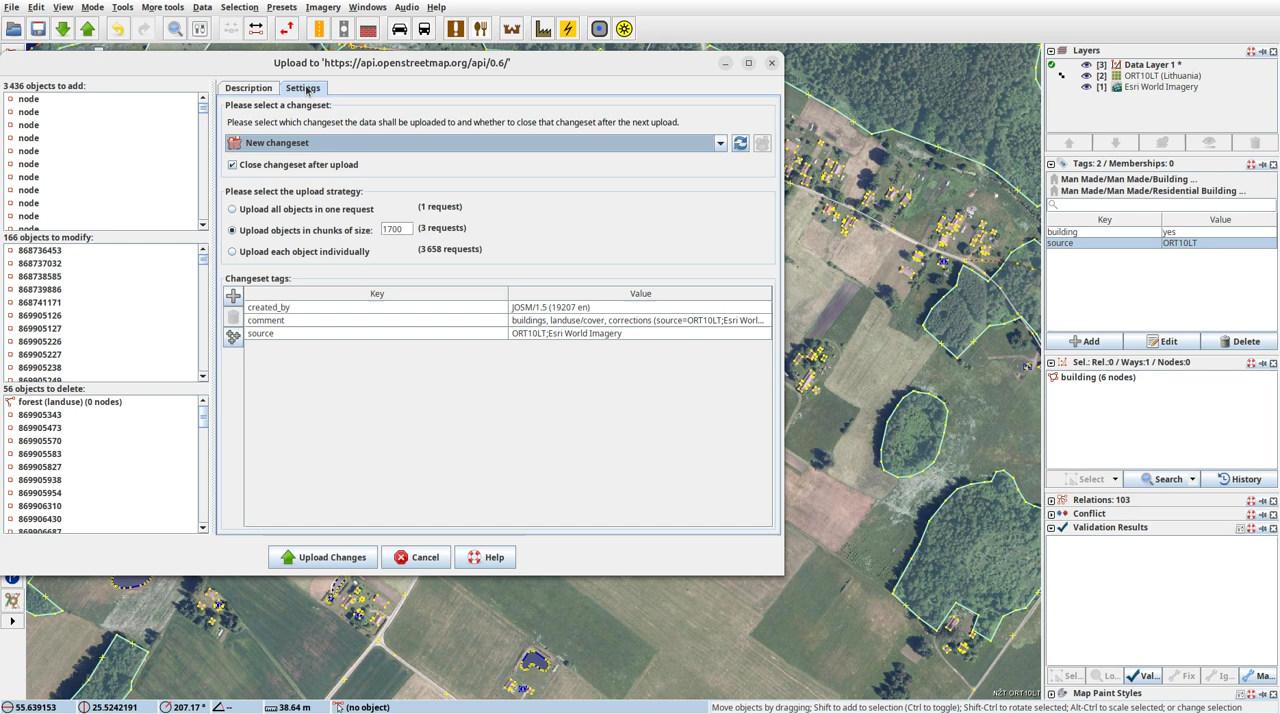 File Edit View Mode Tools More tools Data Selection Presets Imagery Windows Audio Help
Upload to 'https://api.openstreetmap.org/api/0.6/'
3 436 objects to add:
node
node
node
node
node
node
node
node
node
node
166 objects to modify:
868736453
868737032
868738585
868739886
868741171
869905126
869905127
869905226
869905227
869905238
869905249
56 objects to delete:
forest (landuse) (0 nodes)
869905343
869905473
869905570
869905583
869905827
869905938
869905954
869906310
869906430
869906687
Description Settings
Please select a changeset:
Please select which changeset the data shall be uploaded to and whether to close that changeset after the next upload.
New changeset
Close changeset after upload
Please select the upload strategy:
Upload all objects in one request (1 request)
Upload objects in chunks of size: 1700 (3 requests)
Upload each object individually (3 658 requests)
Changeset tags:
Key Value
created_by JOSM/1.5 (19207 en)
comment buildings, landuse/cover, corrections (source=ORT10LT;Esri Worl...
source ORT10LT;Esri World Imagery
Upload Changes Cancel Help
Layers
[3] Data Layer 1 *
[2] ORT10LT (Lithuania)
[1] Esri World Imagery
Tags: 2 / Memberships: 0
Man Made/Man Made/Building ...
Man Made/Man Made/Residential Building ...
Key Value
building yes
source ORT10LT
Add Edit Delete
Sel.: Rel.:0 / Ways:1 / Nodes:0
building (6 nodes)
Select Search History
Relations: 103
Conflict
Validation Results
Sel... Lo... Val... Fix Ig... Ma...
Map Paint Styles
NŽT ORT10LT
55.639153 25.5242191 207.17 ° -- 38.64 m (no object) Move objects by dragging; Shift to add to selection (Ctrl to toggle); Shift-Ctrl to rotate selected; Alt-Ctrl to scale selected; or change selection